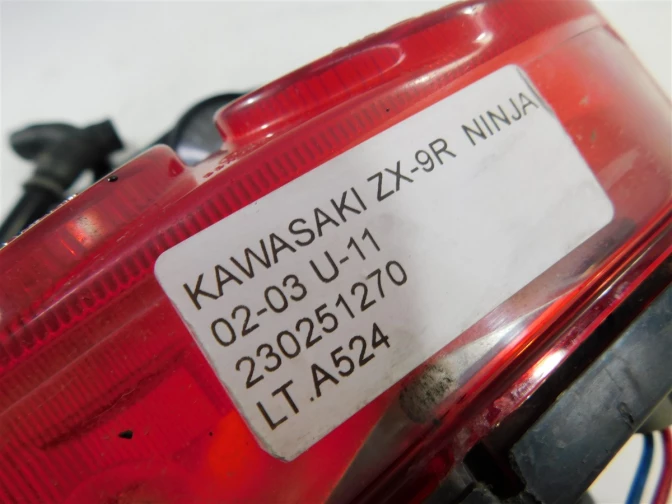 KAWASAKI ZX-9R NINJA
02-03 U-11
230251270
LT.A524